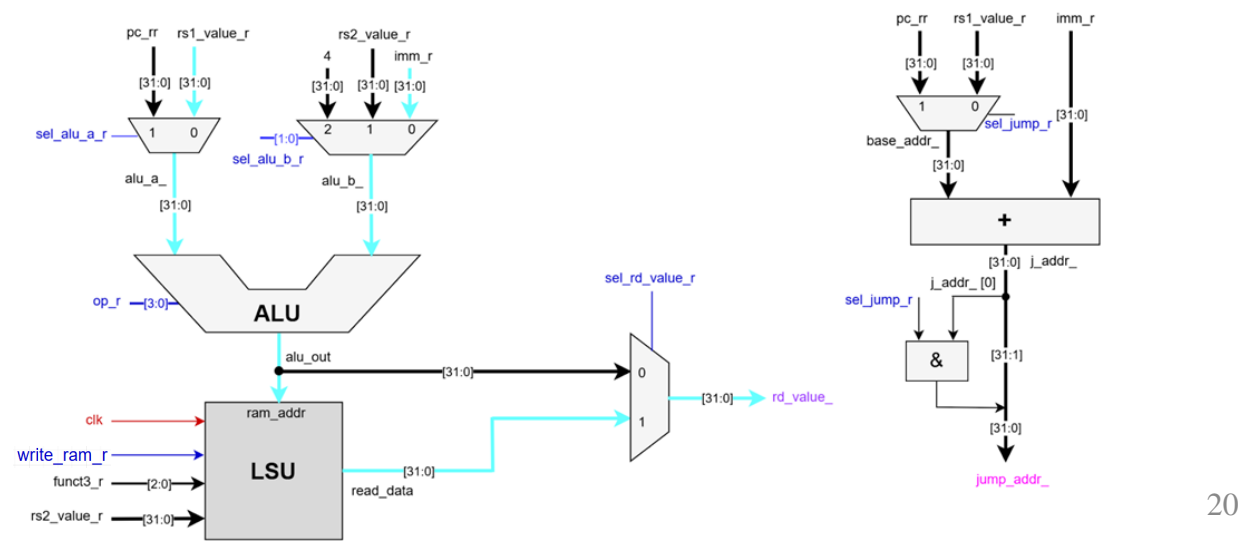 pc_rr
rs1_value_r
[31:0]
[31:0]
sel_alu_a_r
1
0
alu_a_
[31:0]
rs2_value_r
4
imm_r
[31:0]
[31:0]
[31:0]
2
1
0
[1:0]
sel_alu_b_r
alu_b_
[31:0]
op_r
[3:0]
ALU
alu_out
[31:0]
sel_rd_value_r
0
1
[31:0]
rd_value_
clk
write_ram_r
funct3_r
[2:0]
rs2_value_r
[31:0]
ram_addr
LSU
[31:0]
read_data
pc_rr
rs1_value_r
imm_r
[31:0]
[31:0]
[31:0]
1
0
sel_jump_r
base_addr_
[31:0]
+
[31:0]
j_addr_
j_addr_ [0]
sel_jump_r
&
[31:1]
[31:0]
jump_addr_
20